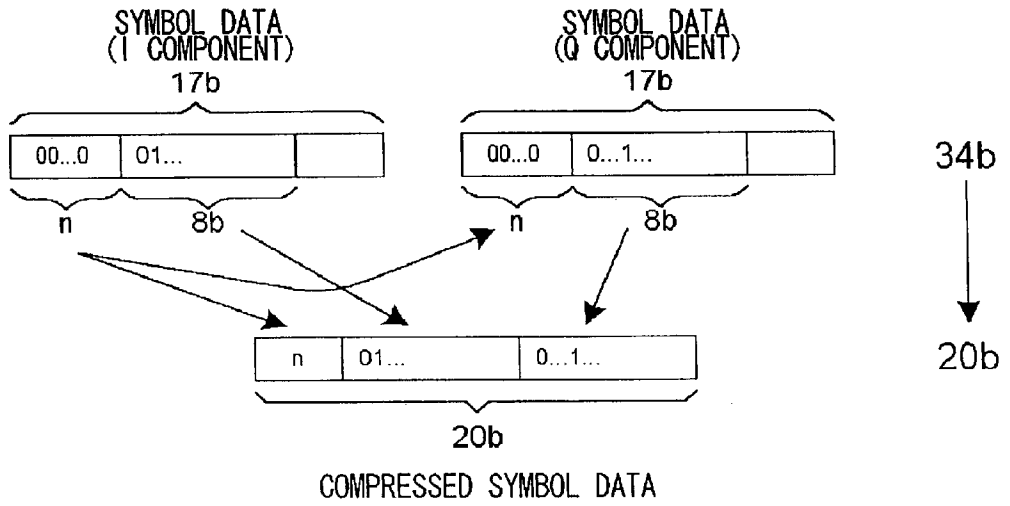 SYMBOL DATA
(I COMPONENT)
17b
SYMBOL DATA
(Q COMPONENT)
17b
00...0 01...
00...0 0...1...
34b
n 8b
n 8b
n 01... 0...1...
20b
20b
COMPRESSED SYMBOL DATA